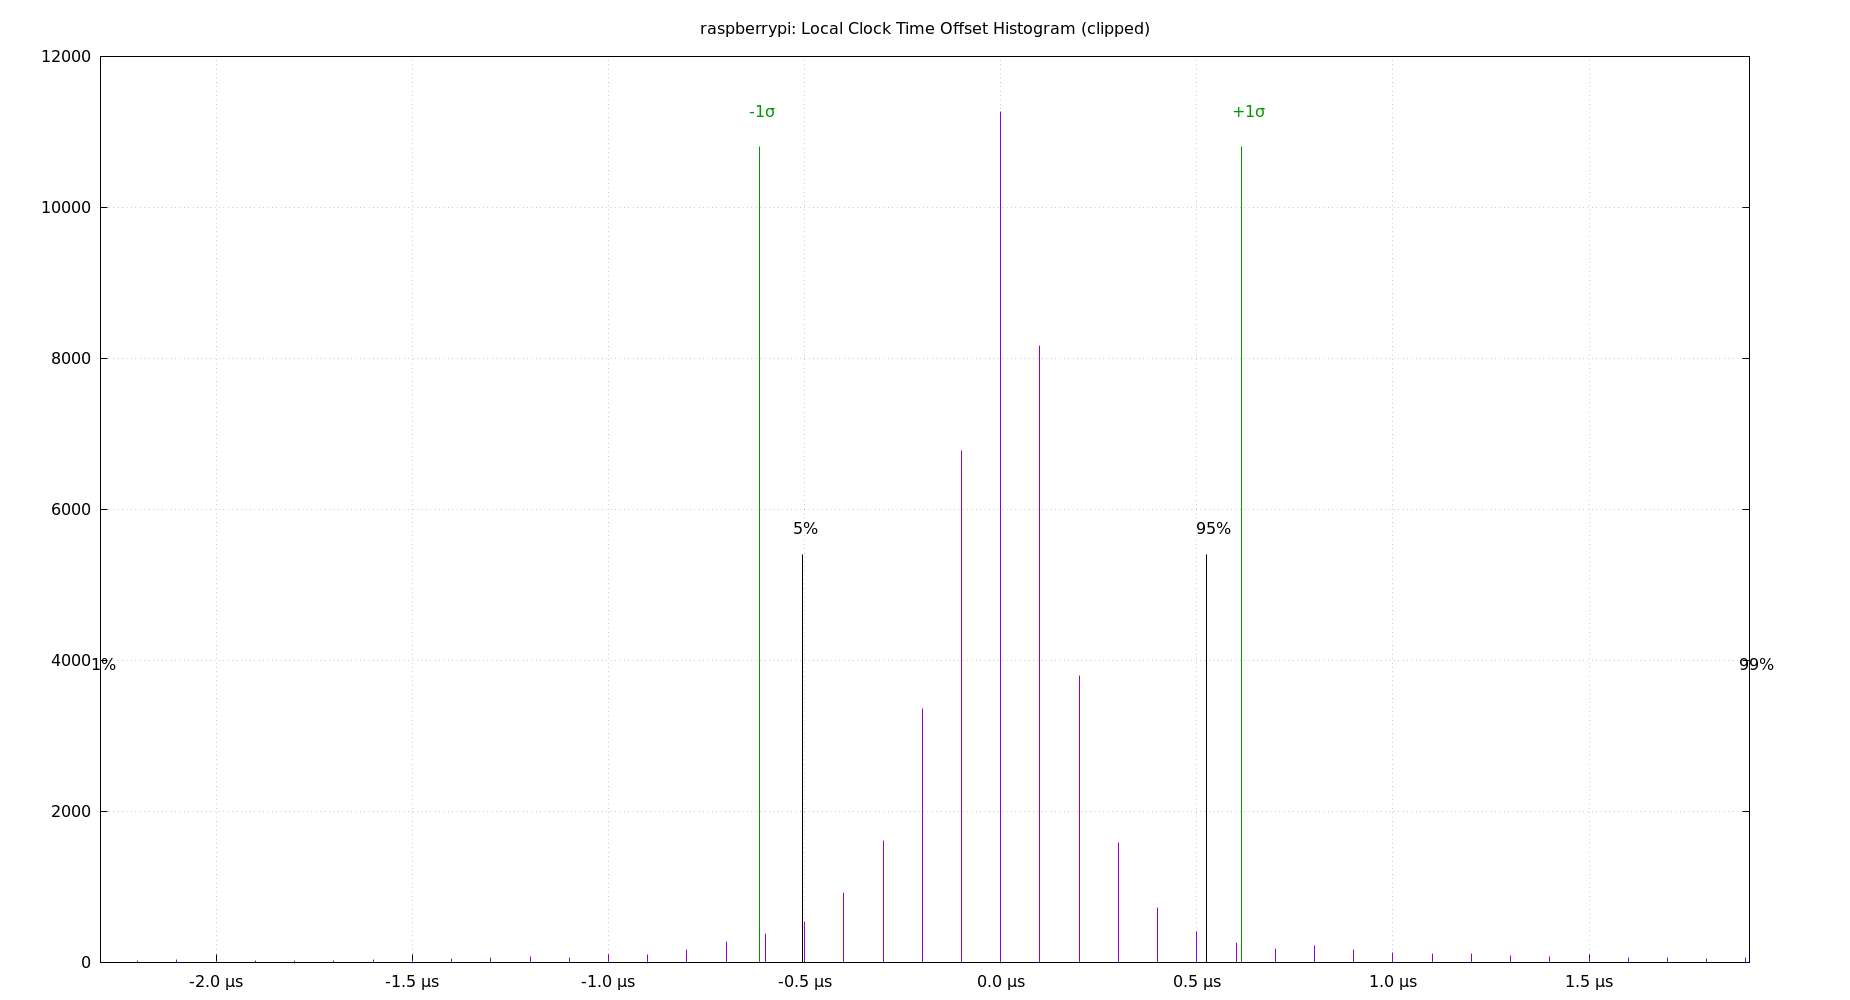 raspberrypi: Local Clock Time Offset Histogram (clipped)
12000
-1σ
+1σ
10000
8000
6000
5%
95%
4000
1%
99%
2000
0
-2.0 µs
-1.5 µs
-1.0 µs
-0.5 µs
0.0 µs
0.5 µs
1.0 µs
1.5 µs